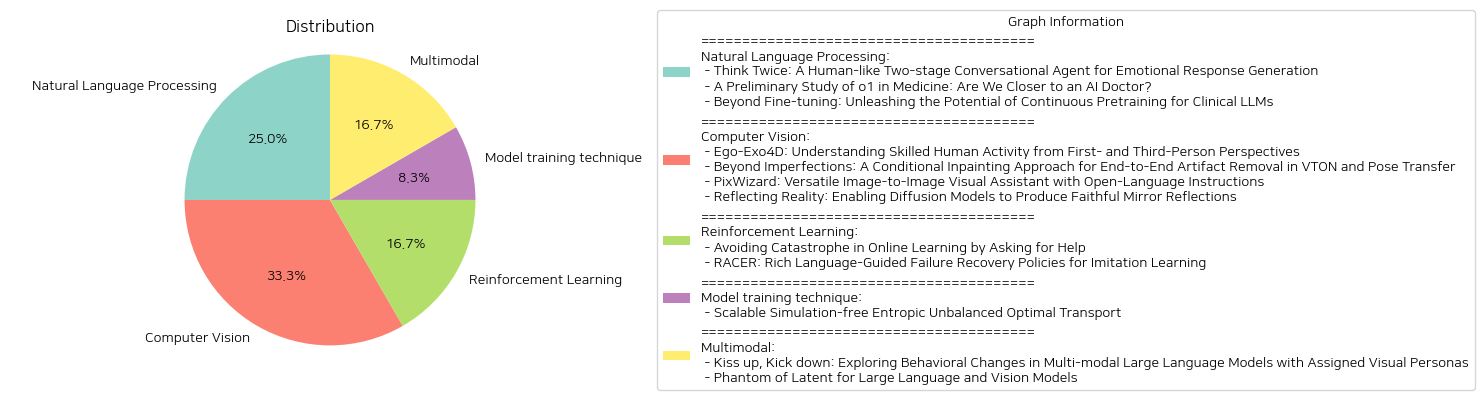 Distribution
Natural Language Processing
25.0%
Multimodal
16.7%
Model training technique
8.3%
Reinforcement Learning
16.7%
Computer Vision
33.3%
Graph Information
========================================
Natural Language Processing:
- Think Twice: A Human-like Two-stage Conversational Agent for Emotional Response Generation
- A Preliminary Study of o1 in Medicine: Are We Closer to an AI Doctor?
- Beyond Fine-tuning: Unleashing the Potential of Continuous Pretraining for Clinical LLMs
========================================
Computer Vision:
- Ego-Exo4D: Understanding Skilled Human Activity from First- and Third-Person Perspectives
- Beyond Imperfections: A Conditional Inpainting Approach for End-to-End Artifact Removal in VTON and Pose Transfer
- PixWizard: Versatile Image-to-Image Visual Assistant with Open-Language Instructions
- Reflecting Reality: Enabling Diffusion Models to Produce Faithful Mirror Reflections
========================================
Reinforcement Learning:
- Avoiding Catastrophe in Online Learning by Asking for Help
- RACER: Rich Language-Guided Failure Recovery Policies for Imitation Learning
========================================
Model training technique:
- Scalable Simulation-free Entropic Unbalanced Optimal Transport
========================================
Multimodal:
- Kiss up, Kick down: Exploring Behavioral Changes in Multi-modal Large Language Models with Assigned Visual Personas
- Phantom of Latent for Large Language and Vision Models